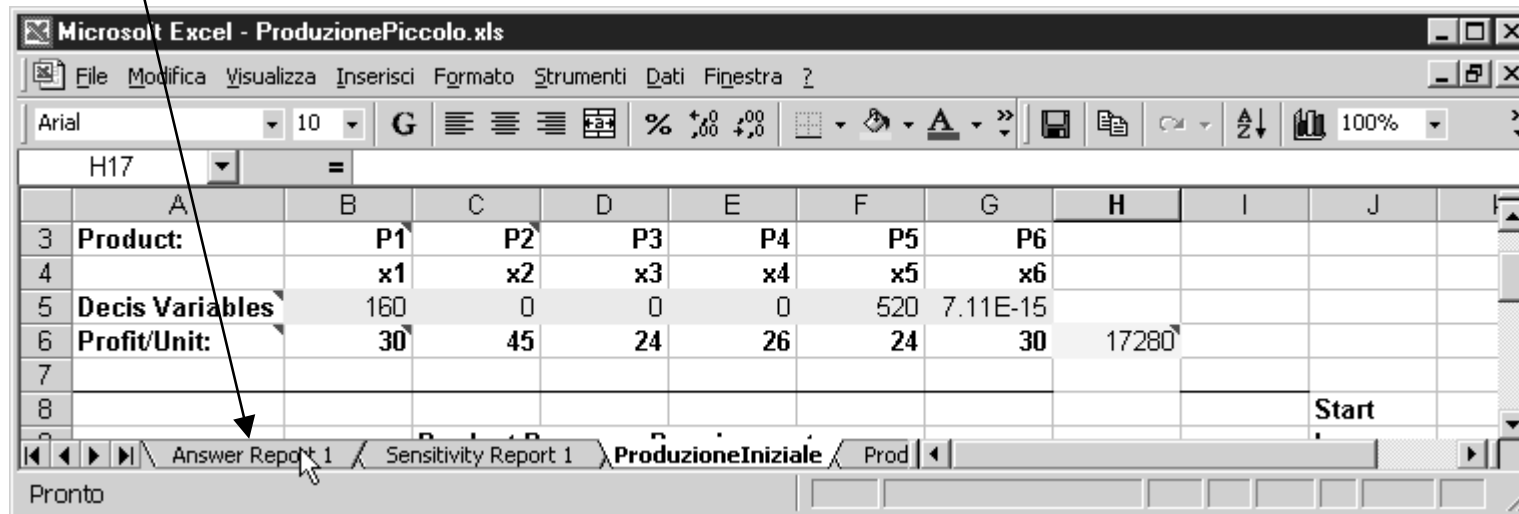 Microsoft Excel - ProduzionePiccolo.xls
File Modifica Visualizza Inserisci Formato Strumenti Dati Finestra ?
Arial 10 G % 100%
H17 =
A B C D E F G H I J
3 Product: P1 P2 P3 P4 P5 P6
4 x1 x2 x3 x4 x5 x6
5 Decis Variables 160 0 0 0 520 7.11E-15
6 Profit/Unit: 30 45 24 26 24 30 17280
7
8 Start
Answer Report 1 Sensitivity Report 1 ProduzioneIniziale Prod
Pronto